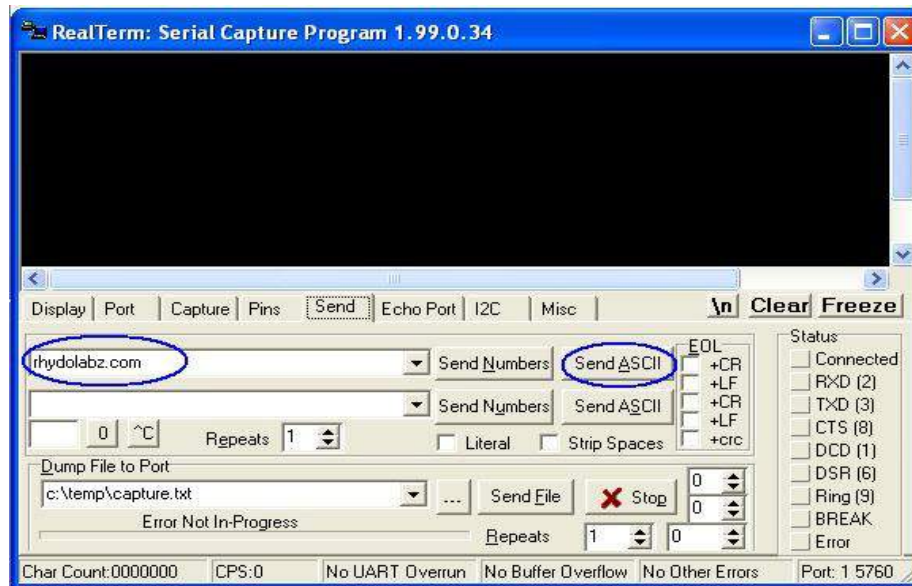 RealTerm: Serial Capture Program 1.99.0.34
Display Port Capture Pins Send Echo Port I2C Misc \n Clear Freeze
rhydolabz.com Send Numbers Send ASCII
Send Numbers Send ASCII
0 ^C Repeats 1 Literal Strip Spaces
EOL
+CR
+LF
+CR
+LF
+crc
Dump File to Port
c:\temp\capture.txt ... Send File Stop 0
0
Error Not In-Progress
Repeats 1 0
Status
Connected
RXD (2)
TXD (3)
CTS (8)
DCD (1)
DSR (6)
Ring (9)
BREAK
Error
Char Count:0000000 CPS:0 No UART Overrun No Buffer Overflow No Other Errors Port: 1 5760